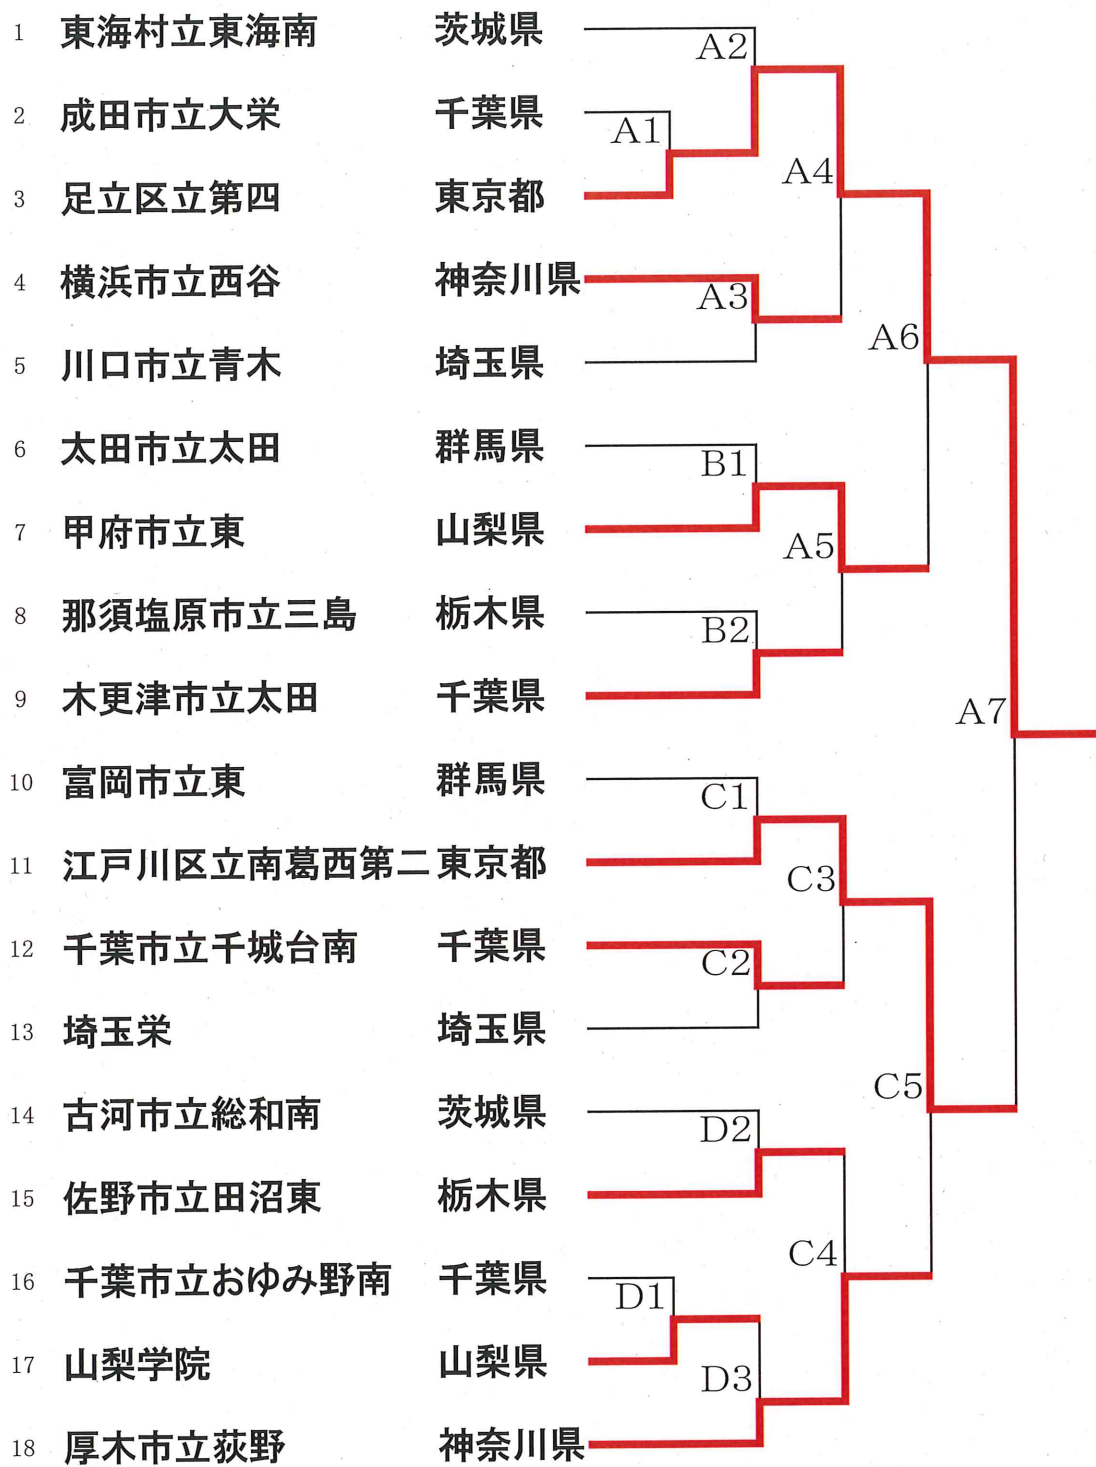 1 東海村立東海南 茨城県
A2
2 成田市立大栄 千葉県
A1
A4
3 足立区立第四 東京都
4 横浜市立西谷 神奈川県
A3
A6
5 川口市立青木 埼玉県
6 太田市立太田 群馬県
B1
7 甲府市立東 山梨県
A5
8 那須塩原市立三島 栃木県
B2
9 木更津市立太田 千葉県
A7
10 富岡市立東 群馬県
C1
11 江戸川区立南葛西第二 東京都
C3
12 千葉市立千城台南 千葉県
C2
13 埼玉栄 埼玉県
C5
14 古河市立総和南 茨城県
D2
15 佐野市立田沼東 栃木県
C4
16 千葉市立おゆみ野南 千葉県
D1
17 山梨学院 山梨県
D3
18 厚木市立荻野 神奈川県